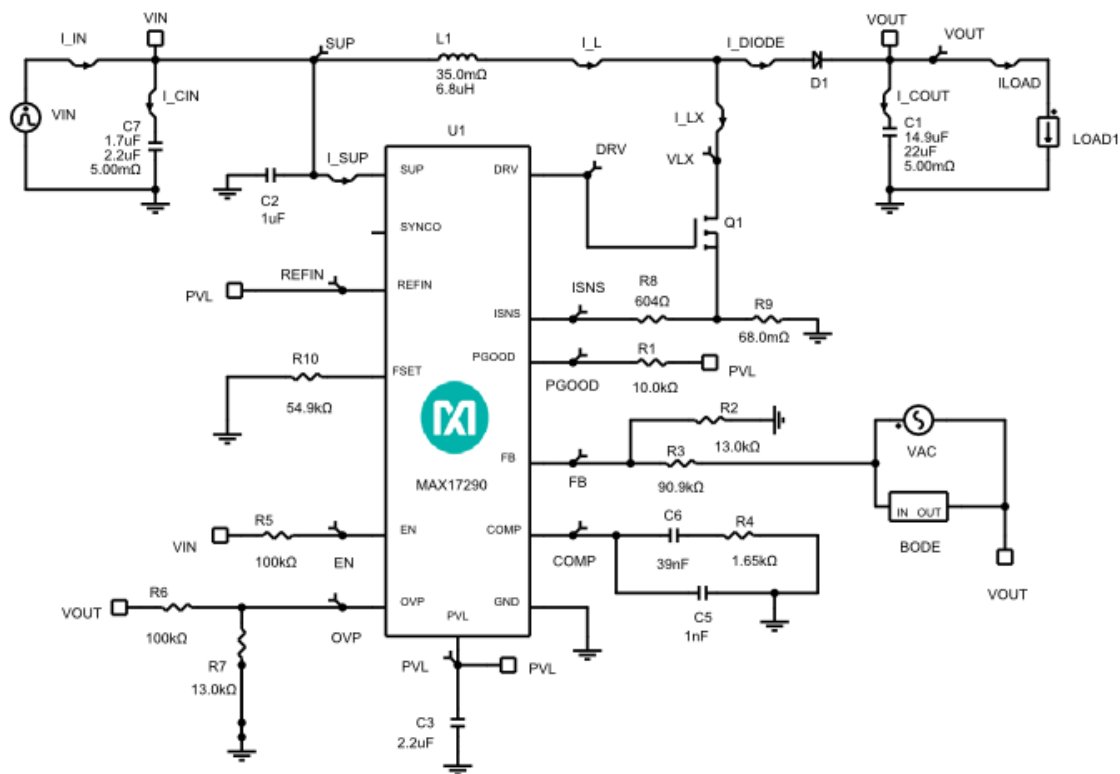 VIN
VOUT
I_IN
SUP
L1
I_L
I_DIODE
VOUT
35.0mΩ
6.8uH
D1
ILOAD
I_CIN
I_COUT
VIN
C7
1.7uF
2.2uF
5.00mΩ
U1
I_LX
C1
14.9uF
22uF
5.00mΩ
LOAD1
I_SUP
DRV
VLX
SUP
DRV
C2
1uF
SYNCO
Q1
REFIN
PVL
REFIN
ISNS
R8
604Ω
R9
68.0mΩ
ISNS
R10
54.9kΩ
FSET
PGOOD
PGOOD
R1
10.0kΩ
PVL
R2
13.0kΩ
VAC
FB
FB
R3
90.9kΩ
MAX17290
IN OUT
BODE
VOUT
VIN
R5
100kΩ
EN
EN
COMP
COMP
C6
39nF
R4
1.65kΩ
C5
1nF
VOUT
R6
100kΩ
OVP
OVP
GND
PVL
R7
13.0kΩ
PVL
PVL
C3
2.2uF